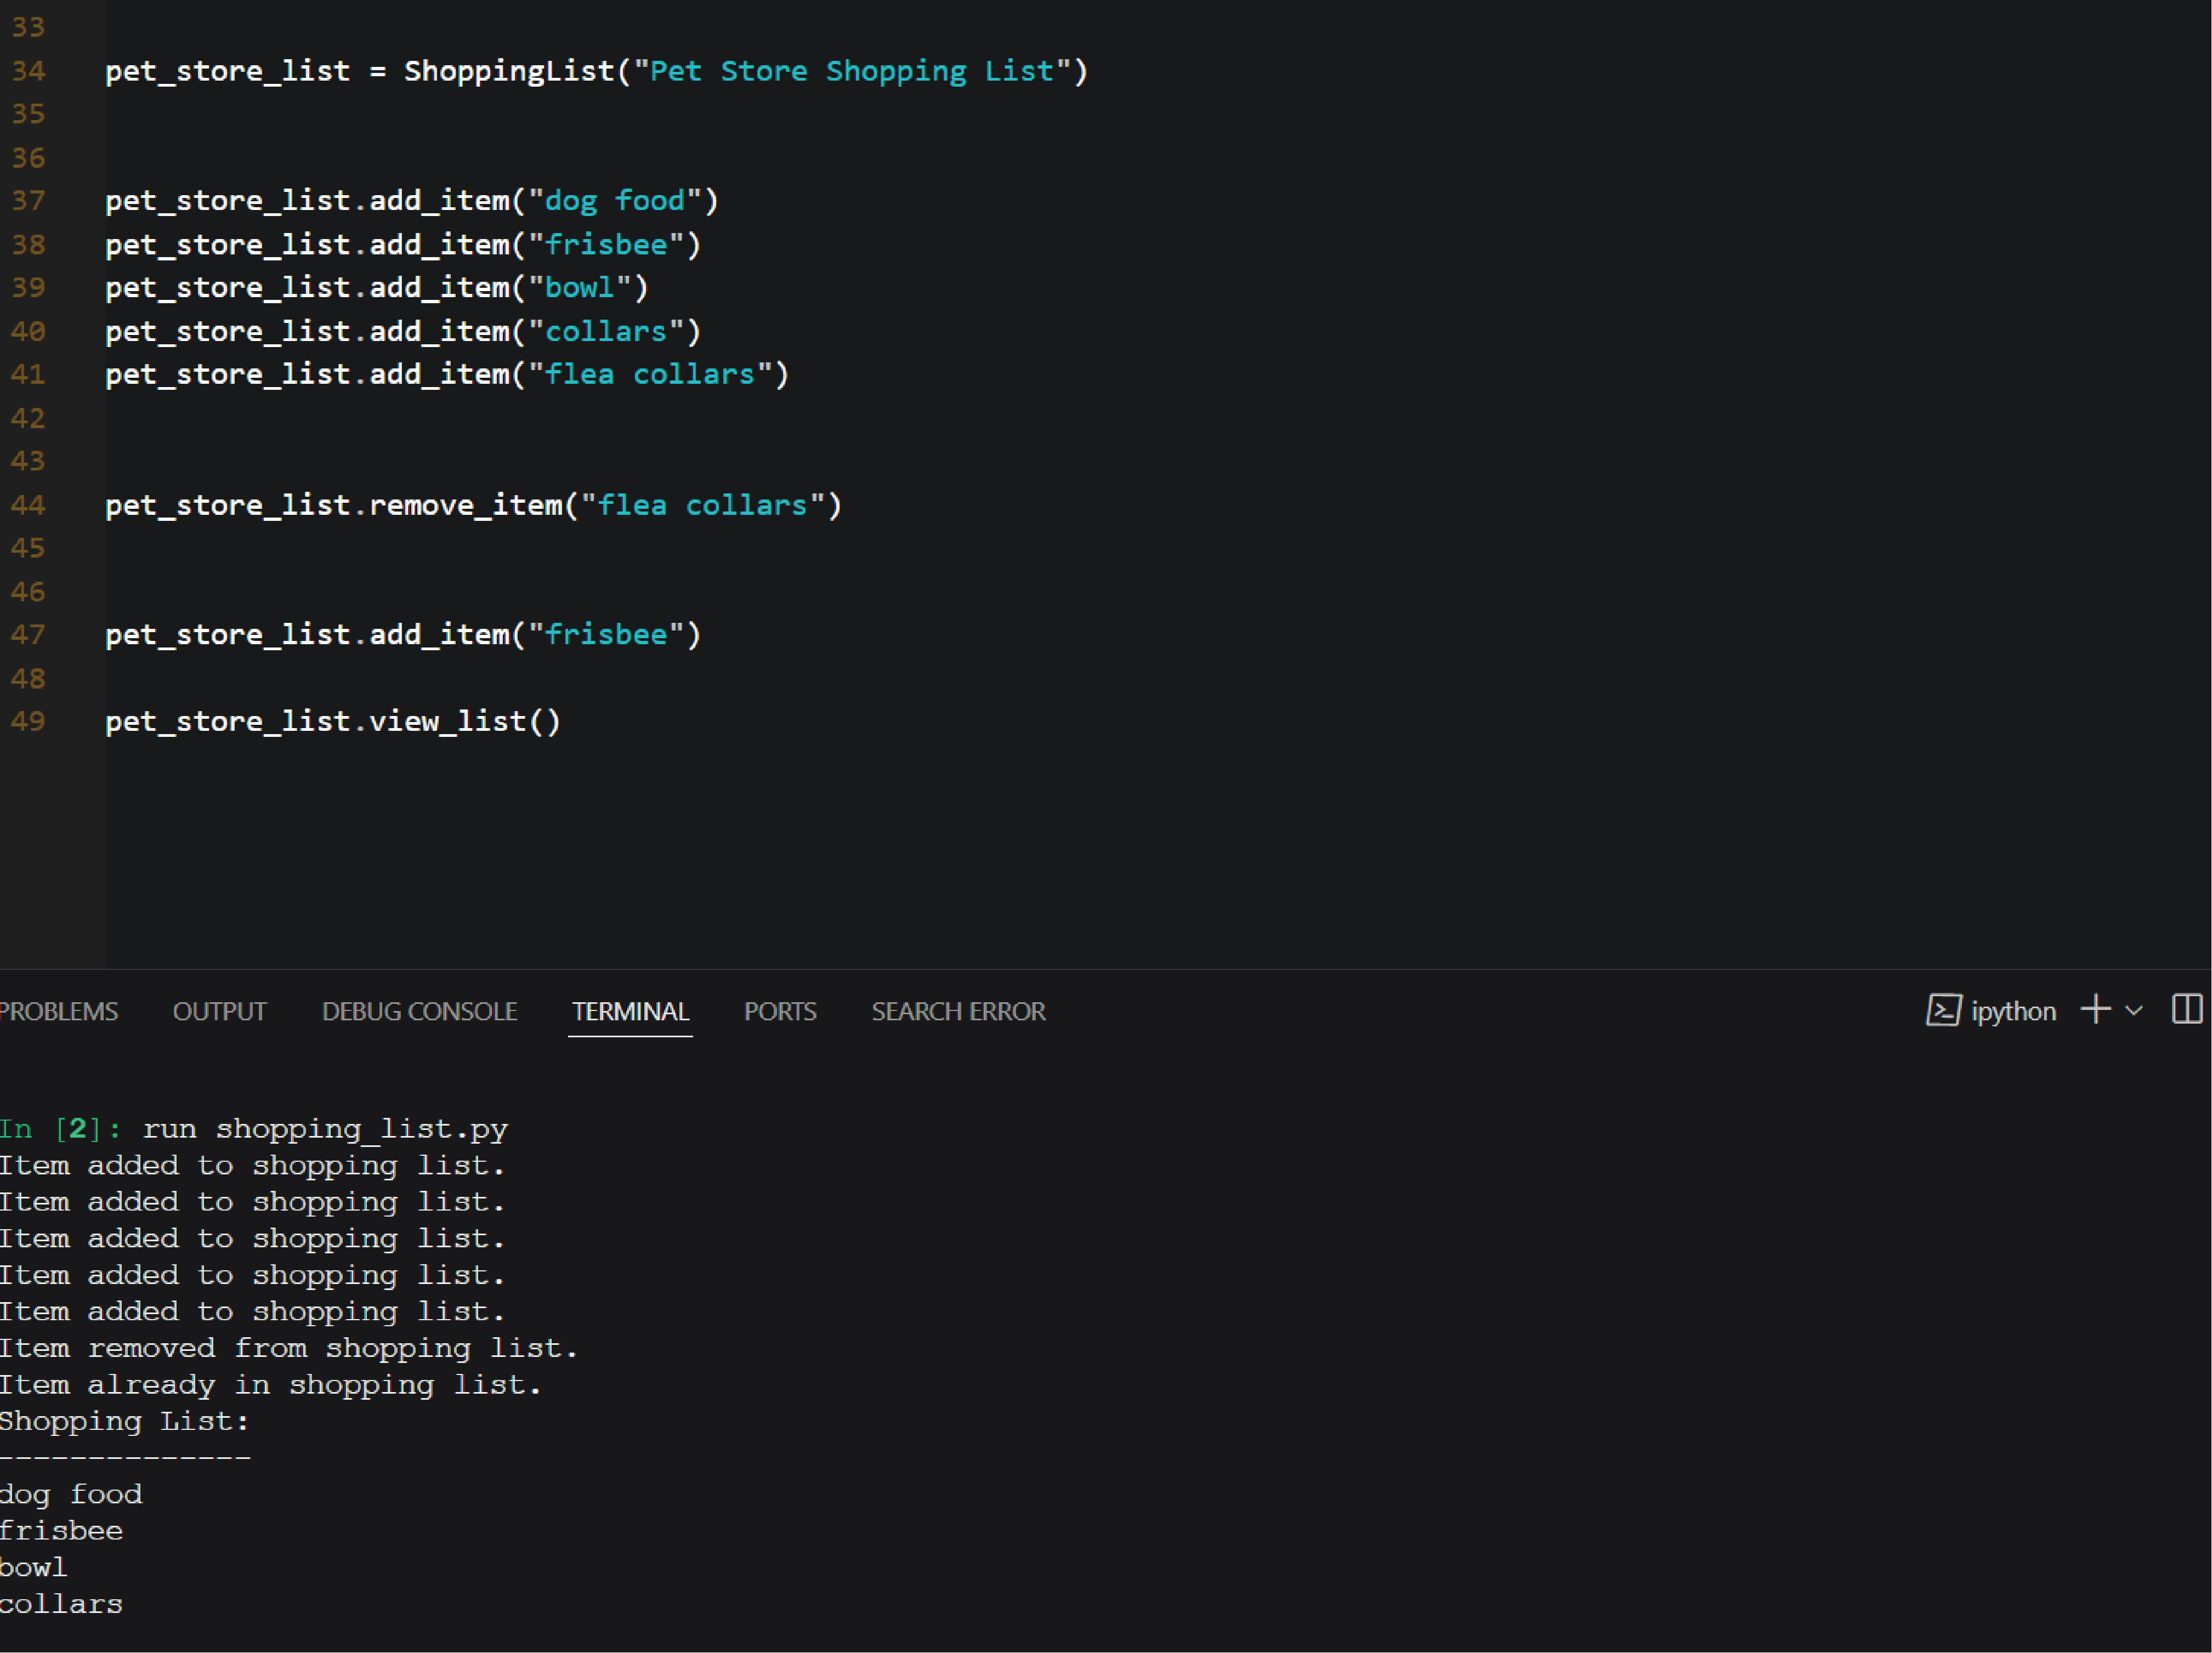 33
34 pet_store_list = ShoppingList("Pet Store Shopping List")
35
36
37 pet_store_list.add_item("dog food")
38 pet_store_list.add_item("frisbee")
39 pet_store_list.add_item("bowl")
40 pet_store_list.add_item("collars")
41 pet_store_list.add_item("flea collars")
42
43
44 pet_store_list.remove_item("flea collars")
45
46
47 pet_store_list.add_item("frisbee")
48
49 pet_store_list.view_list()
PROBLEMS OUTPUT DEBUG CONSOLE TERMINAL PORTS SEARCH ERROR ipython
In [2]: run shopping_list.py
Item added to shopping list.
Item added to shopping list.
Item added to shopping list.
Item added to shopping list.
Item added to shopping list.
Item removed from shopping list.
Item already in shopping list.
Shopping List:
--------------
dog food
frisbee
bowl
collars